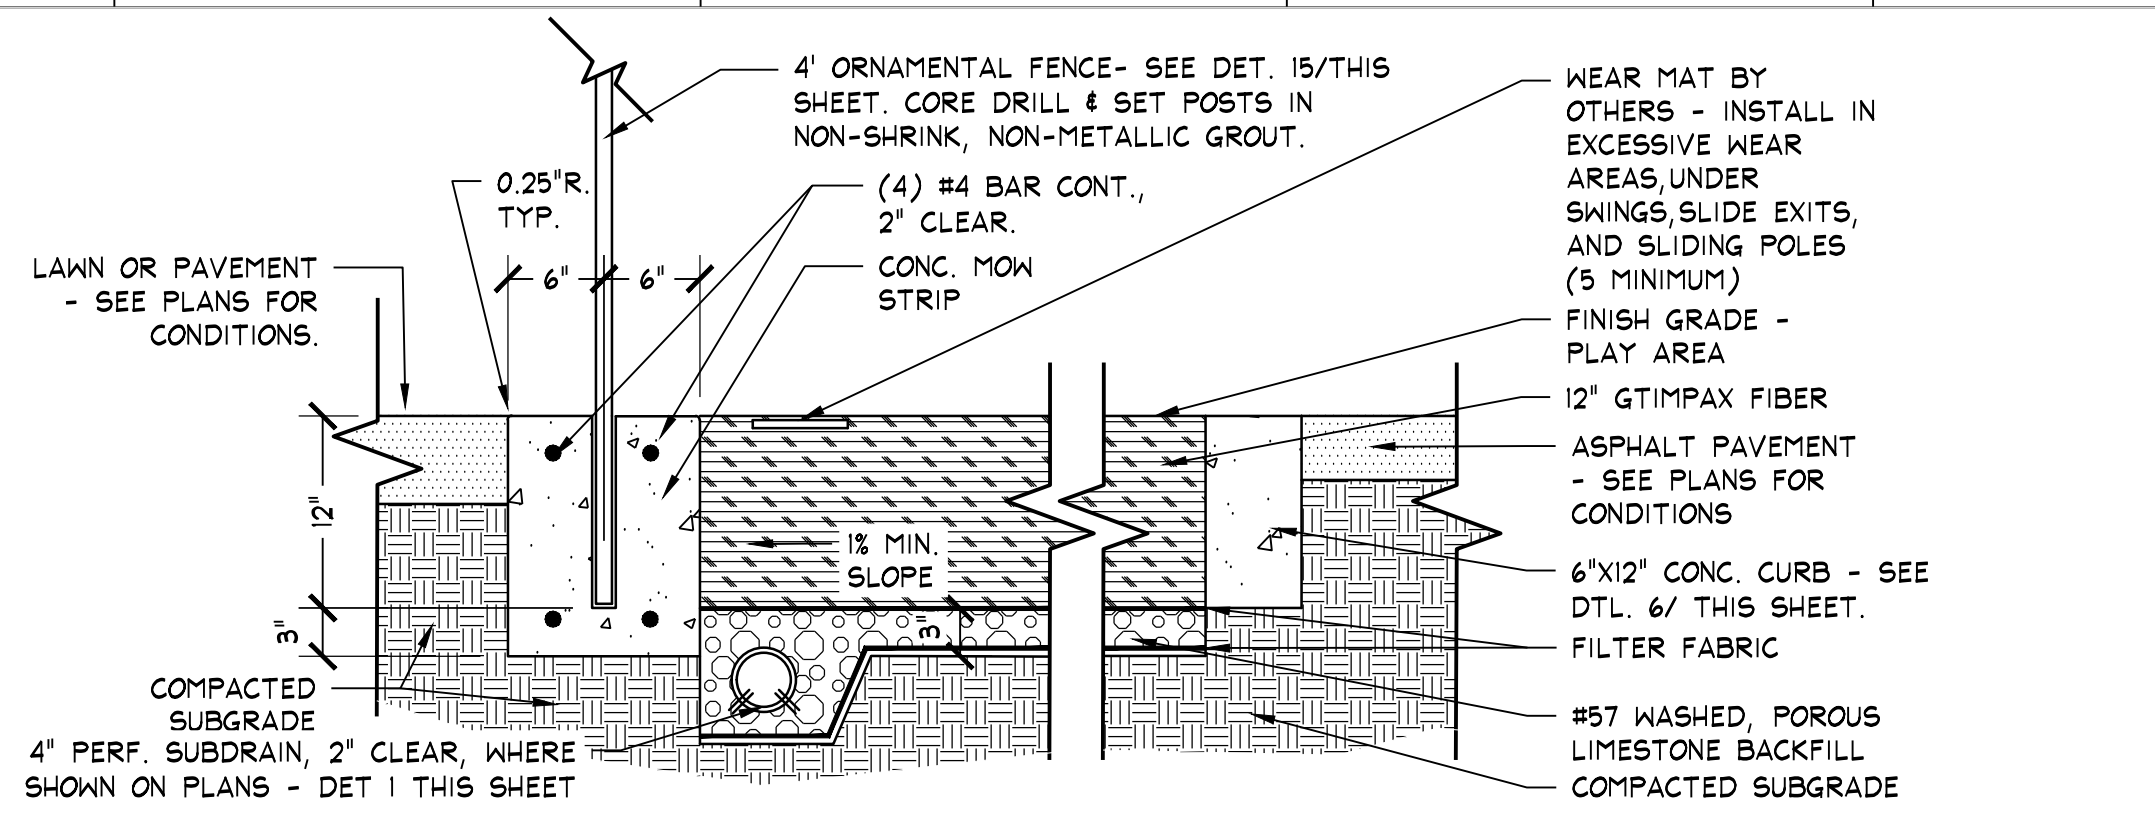 4' ORNAMENTAL FENCE- SEE DET. 15/THIS
SHEET. CORE DRILL & SET POSTS IN
NON-SHRINK, NON-METALLIC GROUT.
WEAR MAT BY
OTHERS - INSTALL IN
EXCESSIVE WEAR
AREAS,UNDER
SWINGS,SLIDE EXITS,
AND SLIDING POLES
(5 MINIMUM)
0.25"R.
TYP.
(4) #4 BAR CONT.,
2" CLEAR.
CONC. MOW
STRIP
LAWN OR PAVEMENT
- SEE PLANS FOR
CONDITIONS.
6"
6"
FINISH GRADE -
PLAY AREA
12" GTIMPAX FIBER
ASPHALT PAVEMENT
- SEE PLANS FOR
CONDITIONS
12"
1% MIN.
SLOPE
6"X12" CONC. CURB - SEE
DTL. 6/ THIS SHEET.
3"
3"
FILTER FABRIC
COMPACTED
SUBGRADE
#57 WASHED, POROUS
LIMESTONE BACKFILL
4" PERF. SUBDRAIN, 2" CLEAR, WHERE
SHOWN ON PLANS - DET 1 THIS SHEET
COMPACTED SUBGRADE